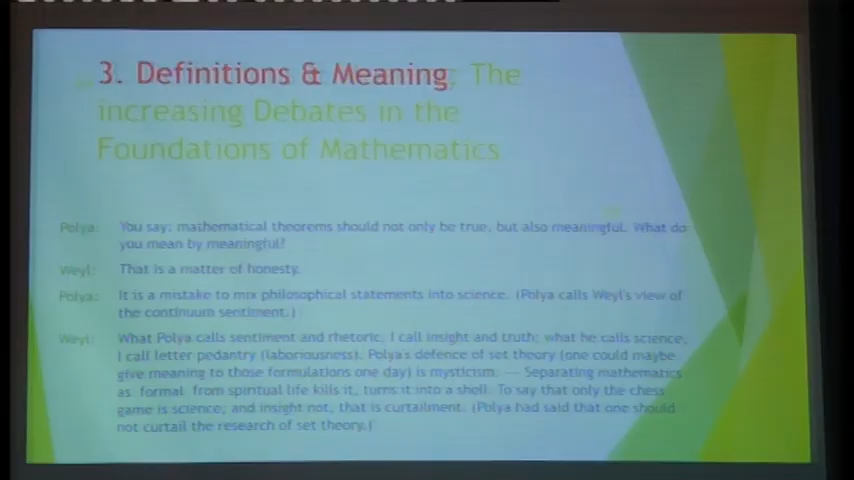 3. Definitions & Meaning; The
increasing Debates in the
Foundations of Mathematics
Polya: You say: mathematical theorems should not only be true, but also meaningful. What do
you mean by meaningful?
Weyl: That is a matter of honesty.
Polya: It is a mistake to mix philosophical statements into science. (Polya calls Weyl's view of
the continuum sentiment.)
Weyl: What Polya calls sentiment and rhetoric, I call insight and truth; what he calls science,
I call letter pedantry (laboriousness). Polya's defence of set theory (one could maybe
give meaning to those formulations one day) is mysticism. --- Separating mathematics
as formal from spiritual life kills it, turns it into a shell. To say that only the chess
game is science, and insight not, that is curtailment. (Polya had said that one should
not curtail the research of set theory.)